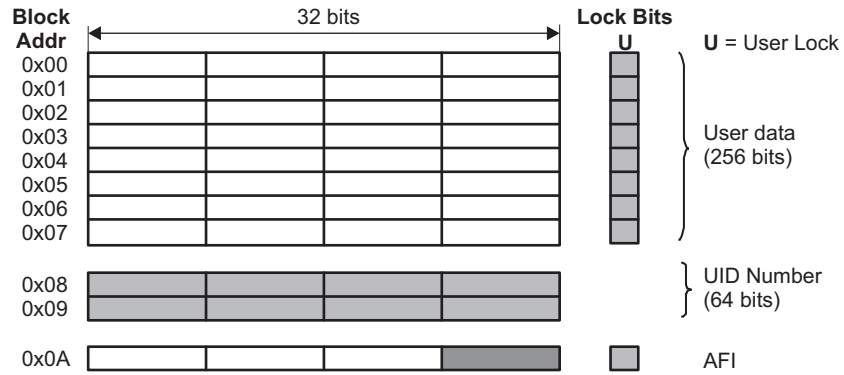 Block Addr
32 bits
Lock Bits
U
U = User Lock
0x00
0x01
0x02
0x03
0x04
0x05
0x06
0x07
User data
(256 bits)
0x08
0x09
UID Number
(64 bits)
0x0A
AFI